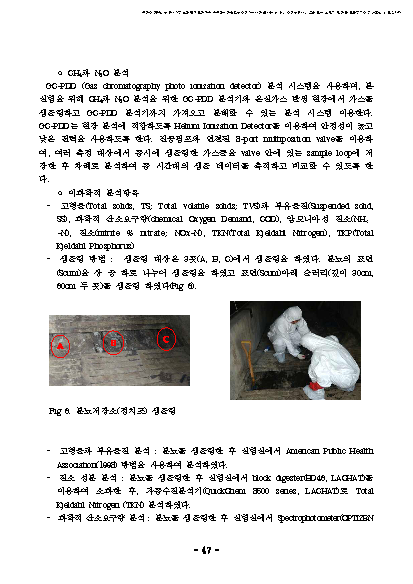 ○ CH₄과 N₂O 분석
GC-PDD (Gas chromatography photo ionization detector) 분석 시스템을 사용하여, 본
실험을 위해 CH₄과 N₂O 분석을 위한 GC-PDD 분석기와 온실가스 발생 현장에서 가스를
샘플링하고 GC-PDD 분석기까지 가져오고 분해할 수 있는 분석 시스템 이용한다.
GC-PDD는 현장 분석에 적합하도록 Helium Ionization Detector를 이용하여 안정성이 높고
낮은 전력을 사용하도록 한다. 진공펌프와 연결된 8-port multiposition valve를 이용하
여, 여러 측정 대상에서 동시에 샘플링한 가스들을 valve 안에 있는 sample loop에 저
장한 후 차례로 분석하여 동 시간대의 샘플 데이터를 측정하고 비교할 수 있도록 한
다.
○ 이화학적 분석항목
- 고형물(Total solids, TS; Total volatile solids; TVS)과 부유물질(Suspended solid,
SS), 화학적 산소요구량(chemical Oxygen Demand, COD), 암모니아성 질소(NH₄
-N), 질소(nitrite & nitrate; NOx-N), TKN(Total Kjeldahl Nitrogen), TKP(Total
Kjeldahl Phosphorus)
- 샘플링 방법 : 샘플링 대상은 3곳(A, B, C)에서 샘플링을 하였다. 분뇨의 표면
(Scum)을 상 중 하로 나누어 샘플링을 하였고 표면(Scum)아래 슬러리(깊이 30cm,
60cm 두 곳)를 샘플링 하였다(Fig 6).
A B C
Fig 6. 분뇨저장소(정치조) 샘플링
- 고형물과 부유물질 분석 : 분뇨를 샘플링한 후 실험실에서 American Public Health
Association(1998) 방법을 사용하여 분석하였다.
- 질소 성분 분석 : 분뇨를 샘플링한 후 실험실에서 block digester(BD46, LACHAT)를
이용하여 소화한 후, 자동수질분석기(QuickChem 8500 series, LACHAT)로 Total
Kjeldahl Nitrogen (TKN) 분석하였다.
- 화학적 산소요구량 분석 : 분뇨를 샘플링한 후 실험실에서 Spectrophotometer(OPTIZEN
- 47 -